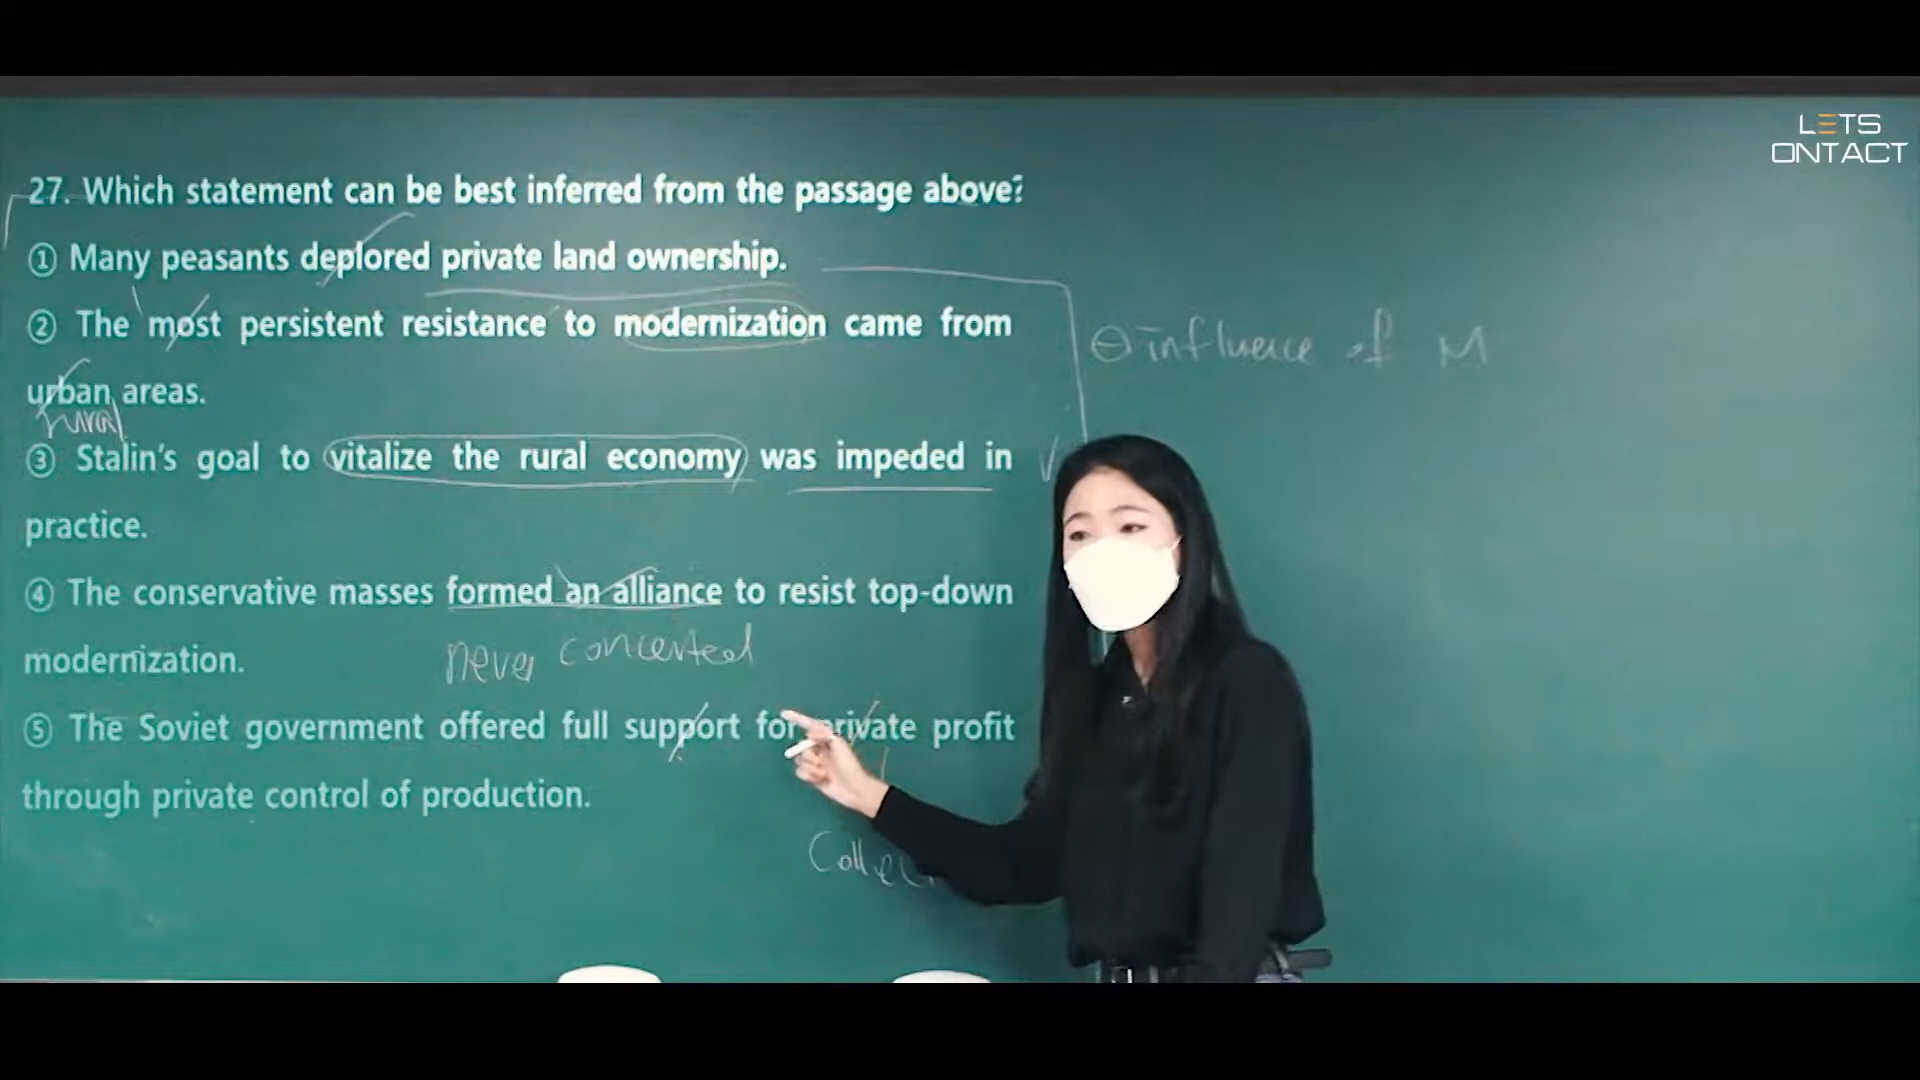 LETS
ONTACT
27. Which statement can be best inferred from the passage above?
① Many peasants deplored private land ownership.
② The most persistent resistance to modernization came from
⊖ influence of M
urban areas.
rural
③ Stalin's goal to vitalize the rural economy was impeded in
practice.
④ The conservative masses formed an alliance to resist top-down
modernization.
never concerted
⑤ The Soviet government offered full support for private profit
through private control of production.